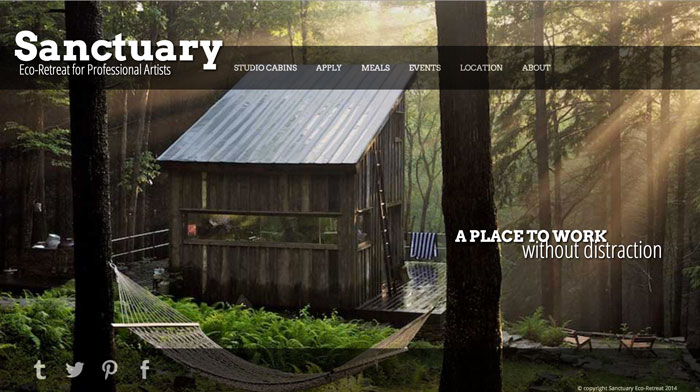 Sanctuary
Eco-Retreat for Professional Artists
STUDIO CABINS APPLY MEALS EVENTS LOCATION ABOUT
A PLACE TO WORK
without distraction
© copyright Sanctuary Eco-Retreat 2014